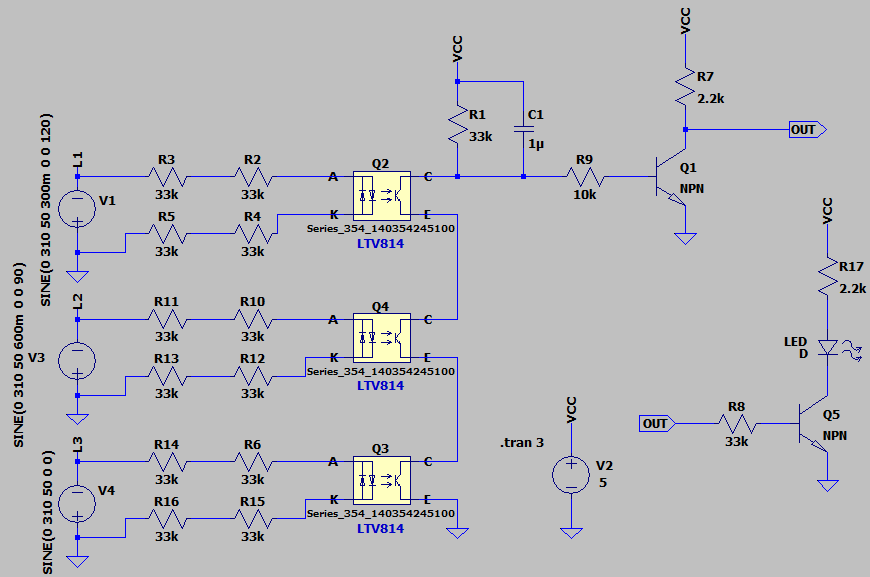 VCC
R7
2.2k
OUT
VCC
R1
33k
C1
1µ
R9
10k
Q1
NPN
SINE(0 310 50 300m 0 0 120)
L1
V1
R3
33k
R2
33k
R5
33k
R4
33k
A
K
Q2
C
E
Series_354_140354245100
LTV814
SINE(0 310 50 600m 0 0 90)
L2
V3
R11
33k
R10
33k
R13
33k
R12
33k
A
K
Q4
C
E
Series_354_140354245100
LTV814
SINE(0 310 50 0 0)
L3
V4
R14
33k
R6
33k
R16
33k
R15
33k
A
K
Q3
C
E
Series_354_140354245100
LTV814
.tran 3
VCC
V2
5
VCC
R17
2.2k
LED
D
OUT
R8
33k
Q5
NPN